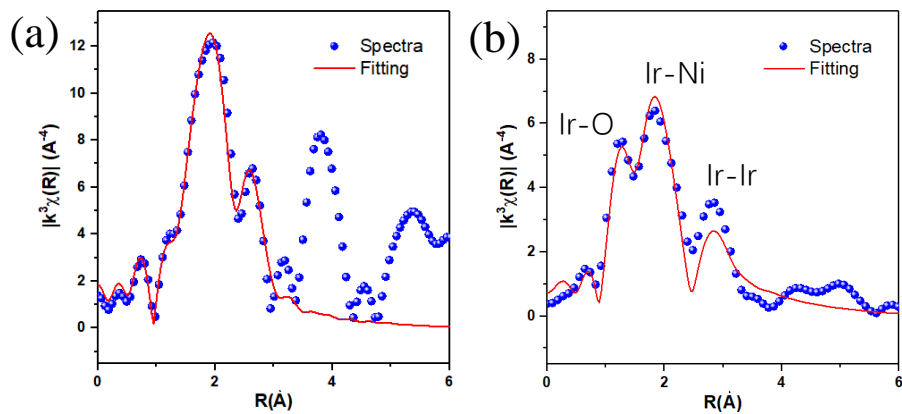 (a)
12
10
8
6
4
2
0
|k³χ(R)| (A⁻⁴)
Spectra
Fitting
0 2 4 6
R(Å)
(b)
8
6
4
2
0
|k³χ(R)| (A⁻⁴)
Spectra
Fitting
Ir-Ni
Ir-O
Ir-Ir
0 2 4 6
R(Å)